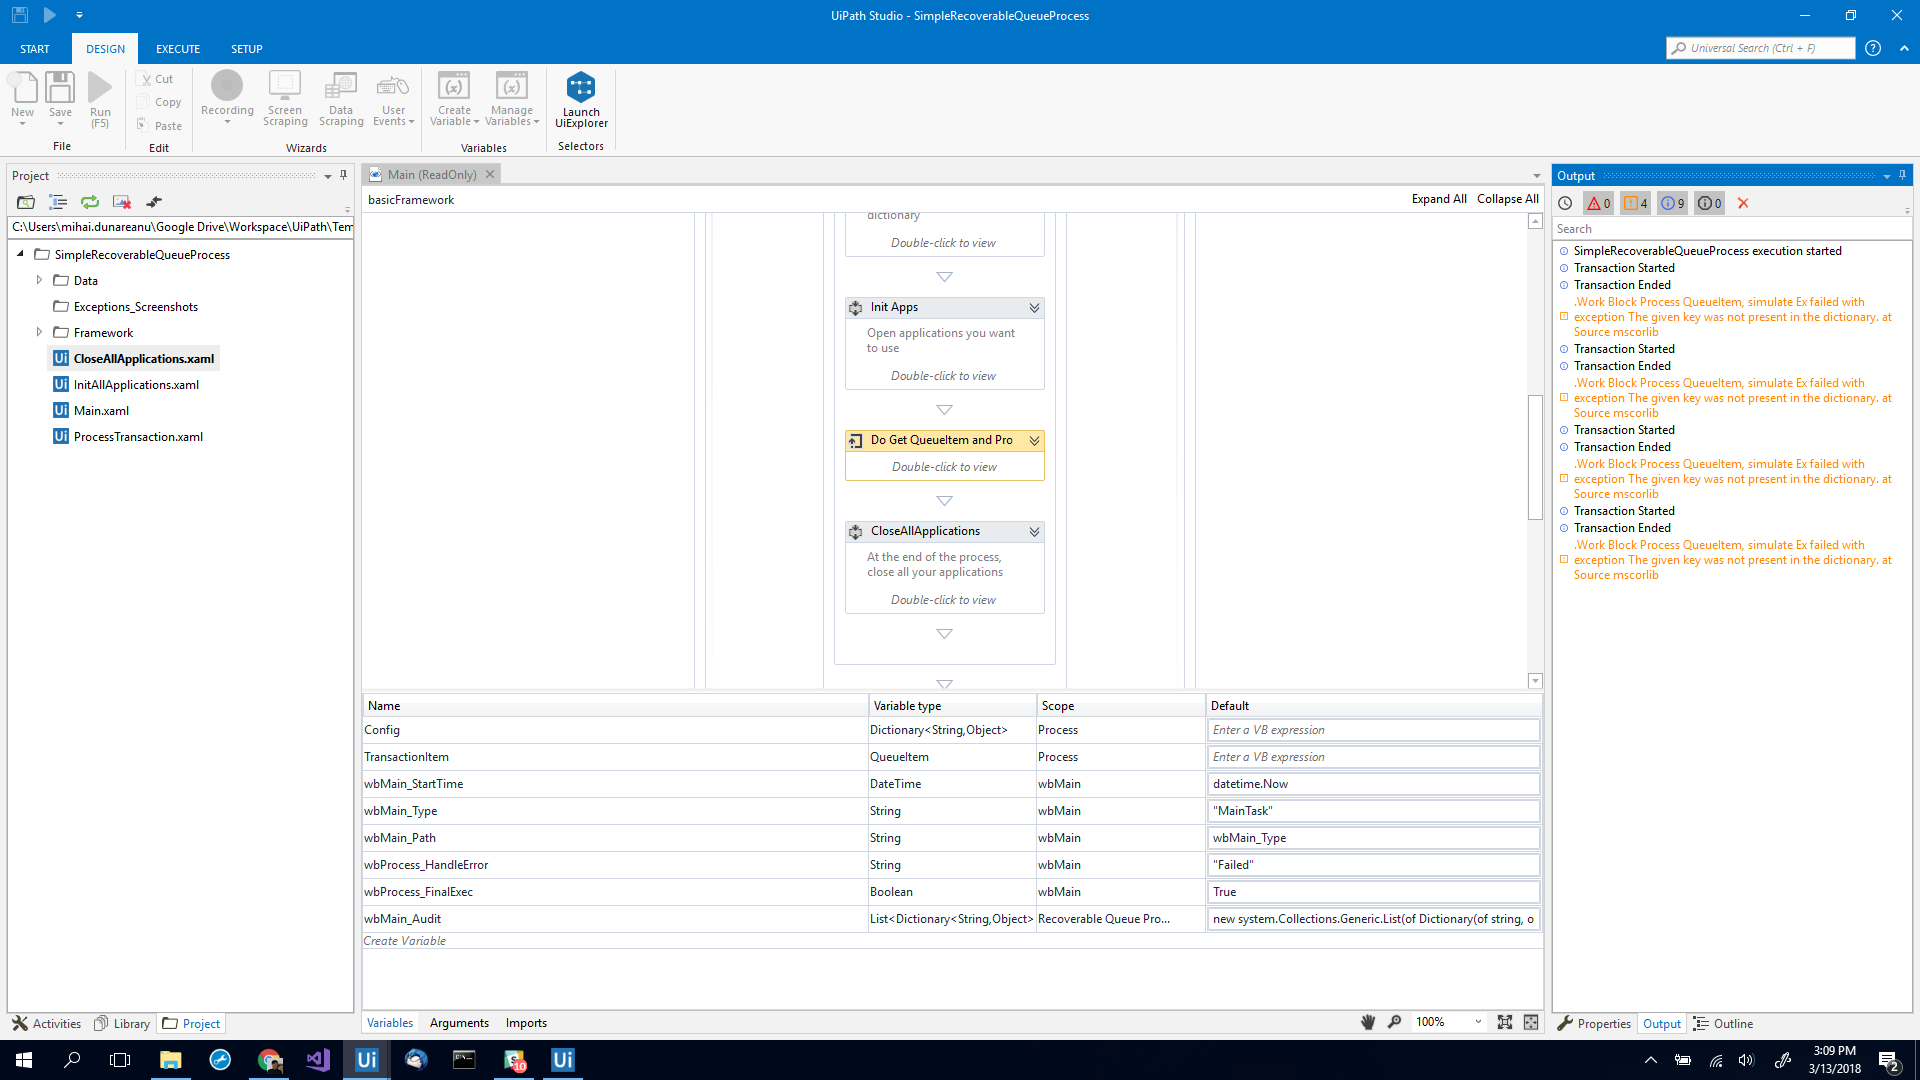 UiPath Studio - SimpleRecoverableQueueProcess
START
DESIGN
EXECUTE
SETUP
Universal Search (Ctrl + F)
New
Save
Run
(F5)
File
Cut
Copy
Paste
Edit
Recording
Screen
Scraping
Data
Scraping
User
Events
Wizards
Create
Variable
Manage
Variables
Variables
Launch
UiExplorer
Selectors
Project
C:\Users\mihai.dunareanu\Google Drive\Workspace\UiPath\Tem
SimpleRecoverableQueueProcess
Data
Exceptions_Screenshots
Framework
Ui CloseAllApplications.xaml
Ui InitAllApplications.xaml
Ui Main.xaml
Ui ProcessTransaction.xaml
Activities
Library
Project
Main (ReadOnly)
basicFramework
Expand All
Collapse All
dictionary
Double-click to view
Init Apps
Open applications you want
to use
Double-click to view
Do Get QueueItem and Pro
Double-click to view
CloseAllApplications
At the end of the process,
close all your applications
Double-click to view
Name Variable type Scope Default
Config Dictionary<String,Object> Process Enter a VB expression
TransactionItem QueueItem Process Enter a VB expression
wbMain_StartTime DateTime wbMain datetime.Now
wbMain_Type String wbMain "MainTask"
wbMain_Path String wbMain wbMain_Type
wbProcess_HandleError String wbMain "Failed"
wbProcess_FinalExec Boolean wbMain True
wbMain_Audit List<Dictionary<String,Object> Recoverable Queue Pro... new system.Collections.Generic.List(of Dictionary(of string, o
Create Variable
Variables
Arguments
Imports
100%
Output
0
4
9
0
Search
SimpleRecoverableQueueProcess execution started
Transaction Started
Transaction Ended
.Work Block Process QueueItem, simulate Ex failed with
exception The given key was not present in the dictionary. at
Source mscorlib
Transaction Started
Transaction Ended
.Work Block Process QueueItem, simulate Ex failed with
exception The given key was not present in the dictionary. at
Source mscorlib
Transaction Started
Transaction Ended
.Work Block Process QueueItem, simulate Ex failed with
exception The given key was not present in the dictionary. at
Source mscorlib
Transaction Started
Transaction Ended
.Work Block Process QueueItem, simulate Ex failed with
exception The given key was not present in the dictionary. at
Source mscorlib
Properties
Output
Outline
Ui
10
Ui
3:09 PM
3/13/2018
2